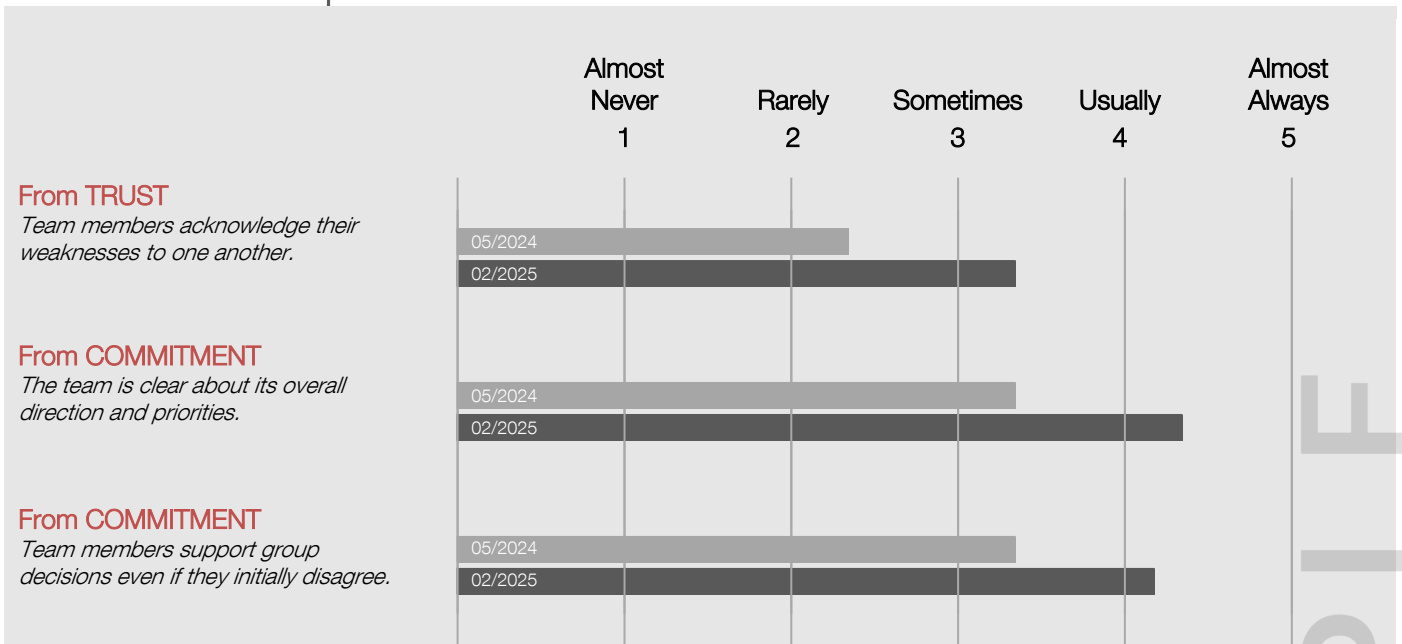 Almost
Never
Rarely
Sometimes
Usually
Almost
Always
1
2
3
4
5
From TRUST
Team members acknowledge their
weaknesses to one another.
05/2024
02/2025
From COMMITMENT
The team is clear about its overall
direction and priorities.
05/2024
02/2025
From COMMITMENT
Team members support group
decisions even if they initially disagree.
05/2024
02/2025